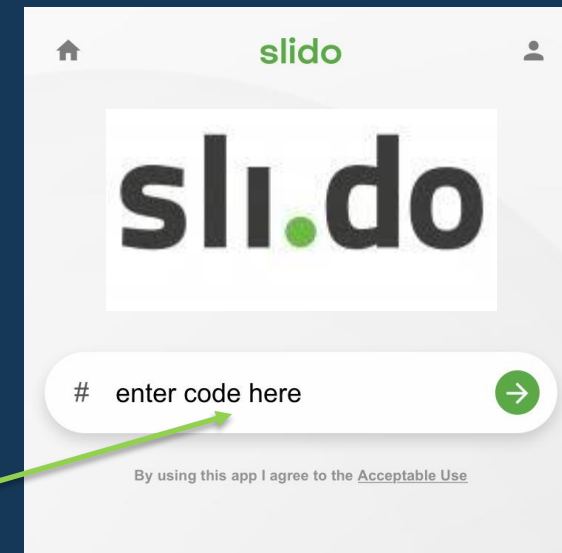 slido
sli.do
# enter code here
By using this app I agree to the Acceptable Use